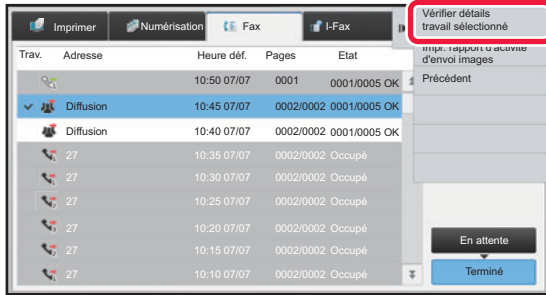 Imprimer Numérisation Fax I-Fax
Vérifier détails
travail sélectionné
Impr. rapport d'activité
d'envoi images
Précédent
Trav. Adresse Heure déf. Pages Etat
10:50 07/07 0001 0001/0005 OK
Diffusion 10:45 07/07 0002/0002 0001/0005 OK
Diffusion 10:40 07/07 0002/0002 0001/0005 OK
27 10:35 07/07 0002/0002 Occupé
27 10:30 07/07 0002/0002 Occupé
27 10:25 07/07 0002/0002 Occupé
27 10:20 07/07 0002/0002 Occupé
27 10:15 07/07 0002/0002 Occupé
27 10:10 07/07 0002/0002 Occupé
En attente
Terminé